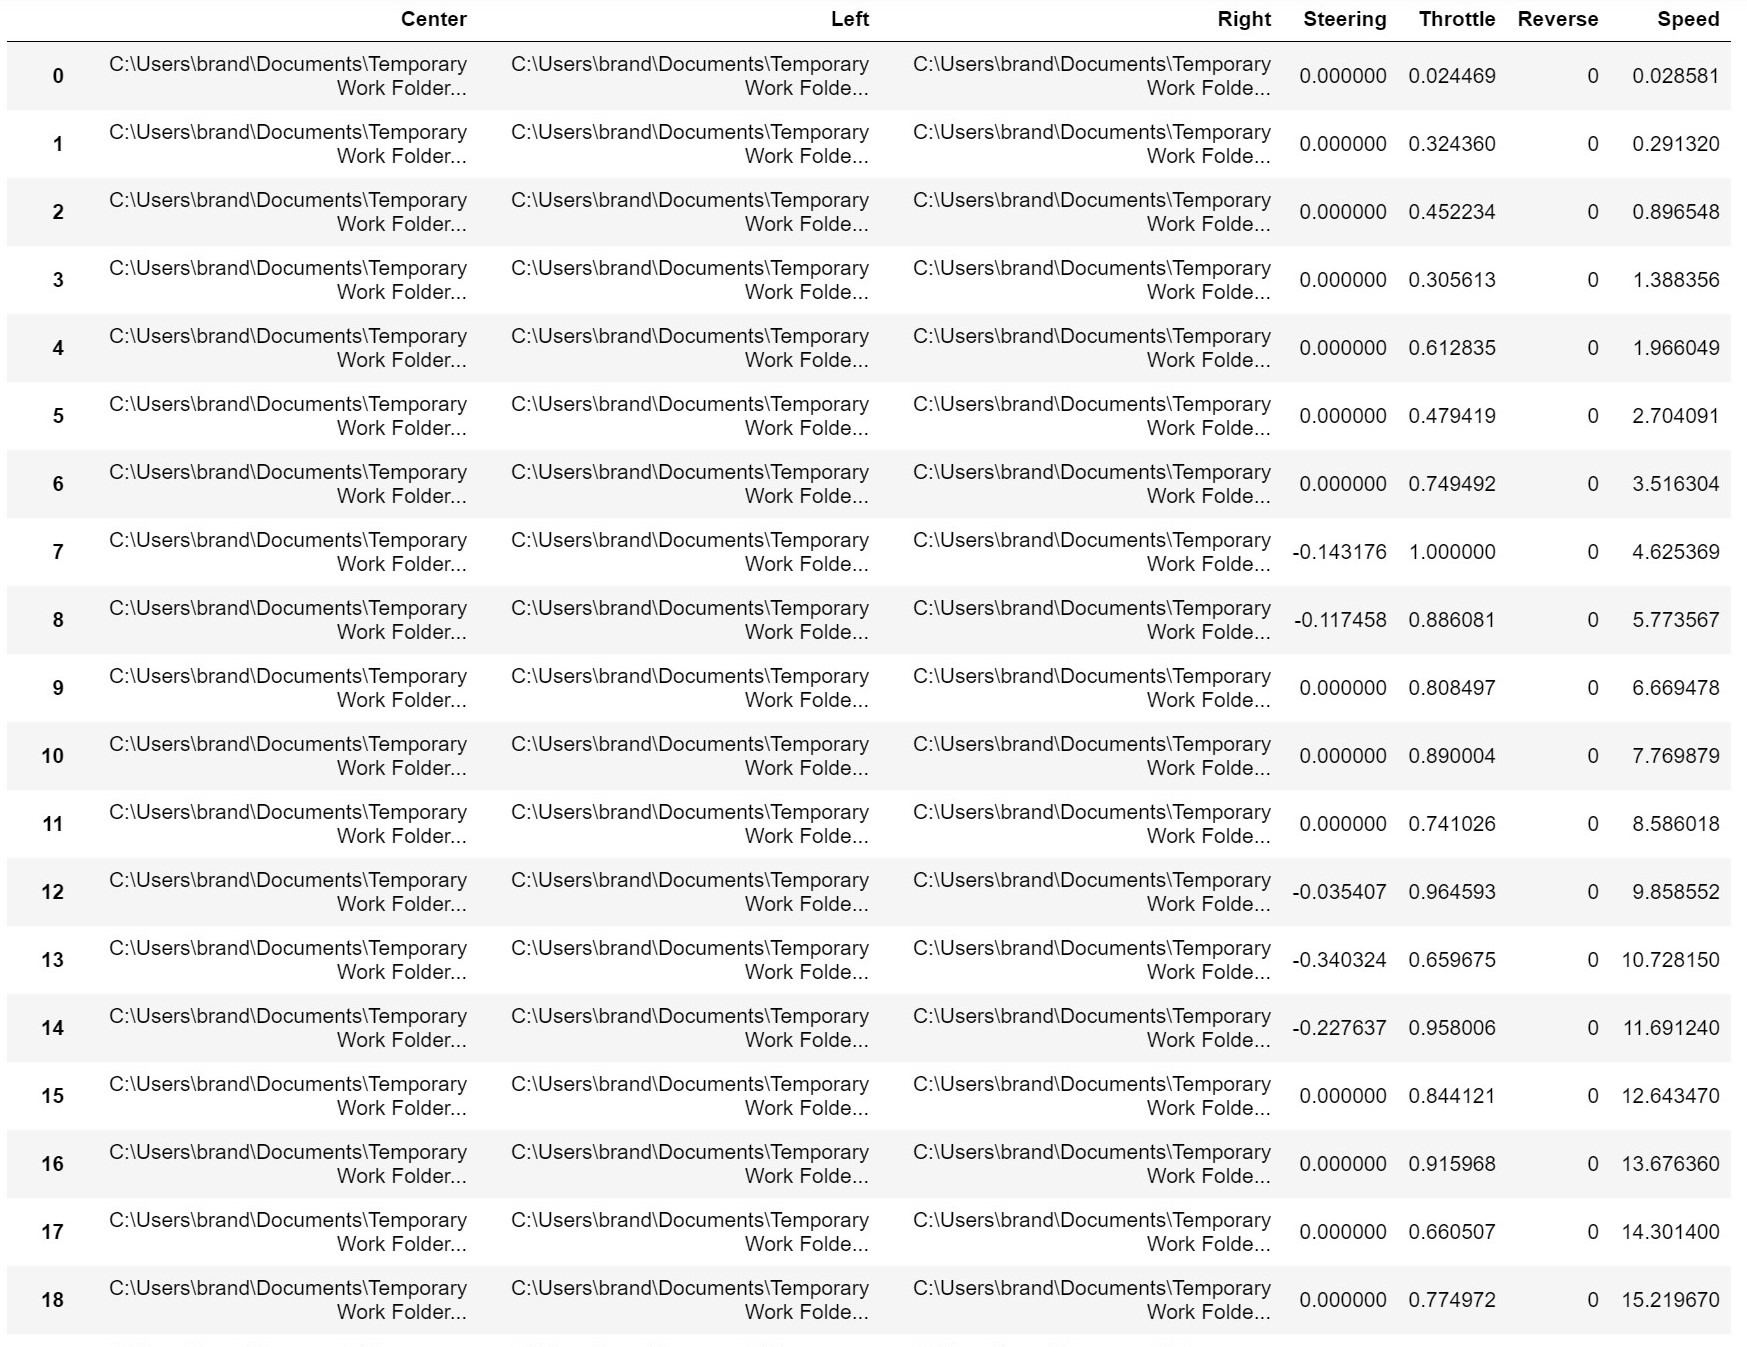 Center Left Right Steering Throttle Reverse Speed
C:\Users\brand\Documents\Temporary C:\Users\brand\Documents\Temporary C:\Users\brand\Documents\Temporary
0 Work Folder... Work Folde... Work Folde... 0.000000 0.024469 0 0.028581
C:\Users\brand\Documents\Temporary C:\Users\brand\Documents\Temporary C:\Users\brand\Documents\Temporary
1 Work Folder... Work Folde... Work Folde... 0.000000 0.324360 0 0.291320
C:\Users\brand\Documents\Temporary C:\Users\brand\Documents\Temporary C:\Users\brand\Documents\Temporary
2 Work Folder... Work Folde... Work Folde... 0.000000 0.452234 0 0.896548
C:\Users\brand\Documents\Temporary C:\Users\brand\Documents\Temporary C:\Users\brand\Documents\Temporary
3 Work Folder... Work Folde... Work Folde... 0.000000 0.305613 0 1.388356
C:\Users\brand\Documents\Temporary C:\Users\brand\Documents\Temporary C:\Users\brand\Documents\Temporary
4 Work Folder... Work Folde... Work Folde... 0.000000 0.612835 0 1.966049
C:\Users\brand\Documents\Temporary C:\Users\brand\Documents\Temporary C:\Users\brand\Documents\Temporary
5 Work Folder... Work Folde... Work Folde... 0.000000 0.479419 0 2.704091
C:\Users\brand\Documents\Temporary C:\Users\brand\Documents\Temporary C:\Users\brand\Documents\Temporary
6 Work Folder... Work Folde... Work Folde... 0.000000 0.749492 0 3.516304
C:\Users\brand\Documents\Temporary C:\Users\brand\Documents\Temporary C:\Users\brand\Documents\Temporary
7 Work Folder... Work Folde... Work Folde... -0.143176 1.000000 0 4.625369
C:\Users\brand\Documents\Temporary C:\Users\brand\Documents\Temporary C:\Users\brand\Documents\Temporary
8 Work Folder... Work Folde... Work Folde... -0.117458 0.886081 0 5.773567
C:\Users\brand\Documents\Temporary C:\Users\brand\Documents\Temporary C:\Users\brand\Documents\Temporary
9 Work Folder... Work Folde... Work Folde... 0.000000 0.808497 0 6.669478
C:\Users\brand\Documents\Temporary C:\Users\brand\Documents\Temporary C:\Users\brand\Documents\Temporary
10 Work Folder... Work Folde... Work Folde... 0.000000 0.890004 0 7.769879
C:\Users\brand\Documents\Temporary C:\Users\brand\Documents\Temporary C:\Users\brand\Documents\Temporary
11 Work Folder... Work Folde... Work Folde... 0.000000 0.741026 0 8.586018
C:\Users\brand\Documents\Temporary C:\Users\brand\Documents\Temporary C:\Users\brand\Documents\Temporary
12 Work Folder... Work Folde... Work Folde... -0.035407 0.964593 0 9.858552
C:\Users\brand\Documents\Temporary C:\Users\brand\Documents\Temporary C:\Users\brand\Documents\Temporary
13 Work Folder... Work Folde... Work Folde... -0.340324 0.659675 0 10.728150
C:\Users\brand\Documents\Temporary C:\Users\brand\Documents\Temporary C:\Users\brand\Documents\Temporary
14 Work Folder... Work Folde... Work Folde... -0.227637 0.958006 0 11.691240
C:\Users\brand\Documents\Temporary C:\Users\brand\Documents\Temporary C:\Users\brand\Documents\Temporary
15 Work Folder... Work Folde... Work Folde... 0.000000 0.844121 0 12.643470
C:\Users\brand\Documents\Temporary C:\Users\brand\Documents\Temporary C:\Users\brand\Documents\Temporary
16 Work Folder... Work Folde... Work Folde... 0.000000 0.915968 0 13.676360
C:\Users\brand\Documents\Temporary C:\Users\brand\Documents\Temporary C:\Users\brand\Documents\Temporary
17 Work Folder... Work Folde... Work Folde... 0.000000 0.660507 0 14.301400
C:\Users\brand\Documents\Temporary C:\Users\brand\Documents\Temporary C:\Users\brand\Documents\Temporary
18 Work Folder... Work Folde... Work Folde... 0.000000 0.774972 0 15.219670